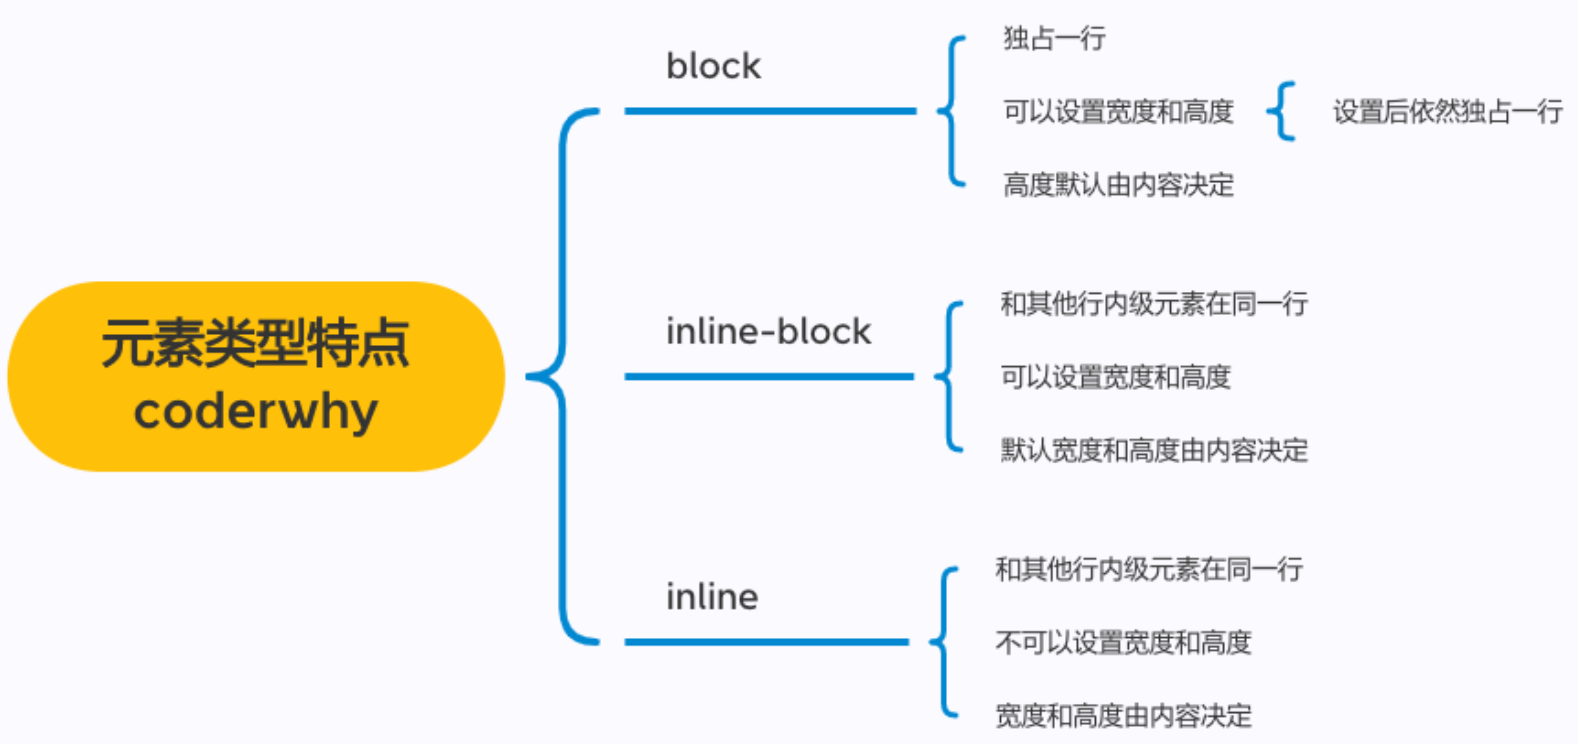 元素类型特点
coderwhy
block
独占一行
可以设置宽度和高度
设置后依然独占一行
高度默认由内容决定
inline-block
和其他行内级元素在同一行
可以设置宽度和高度
默认宽度和高度由内容决定
inline
和其他行内级元素在同一行
不可以设置宽度和高度
宽度和高度由内容决定